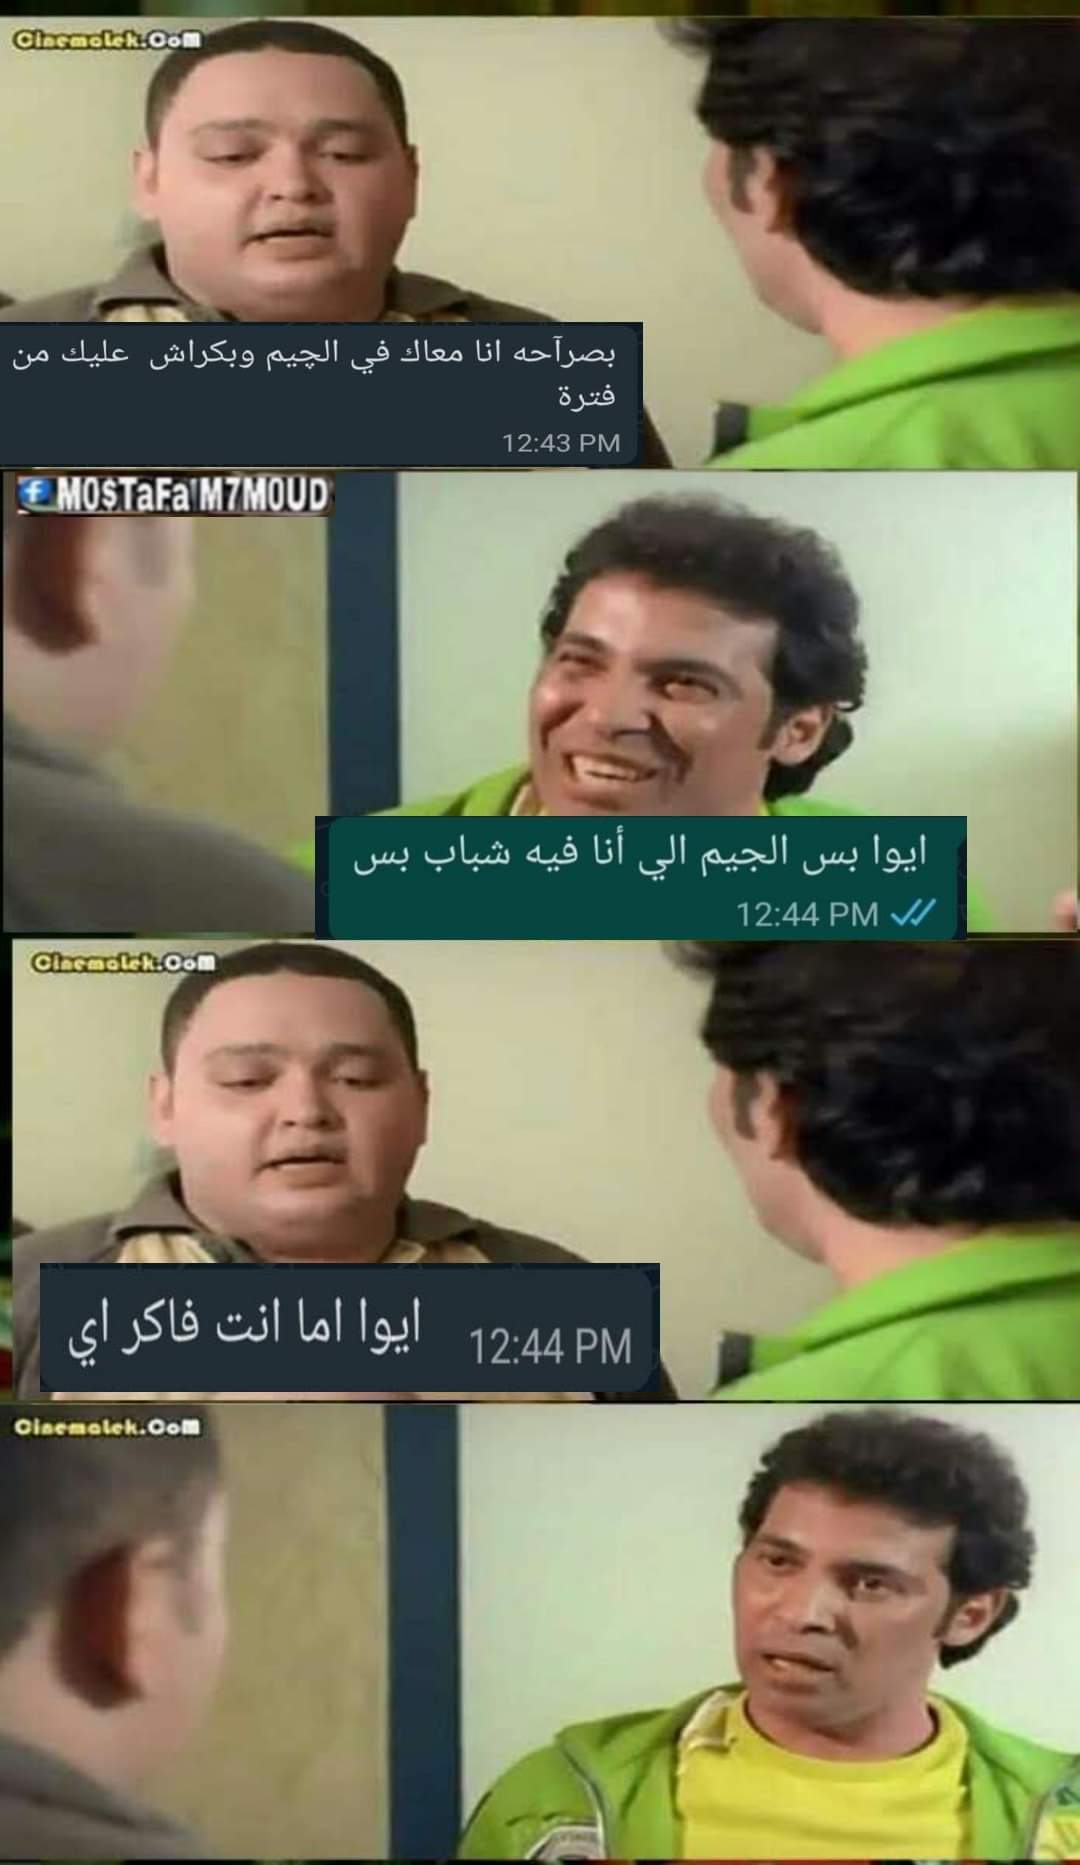 Cinemalek.Com
بصرآحه انا معاك في الچيم وبكراش عليك من
فترة
12:43 PM
MO$TaFa M7MOUD
ايوا بس الجيم الي أنا فيه شباب بس
12:44 PM
Cinemalek.Com
ايوا اما انت فاكر اي
12:44 PM
Cinemalek.Com